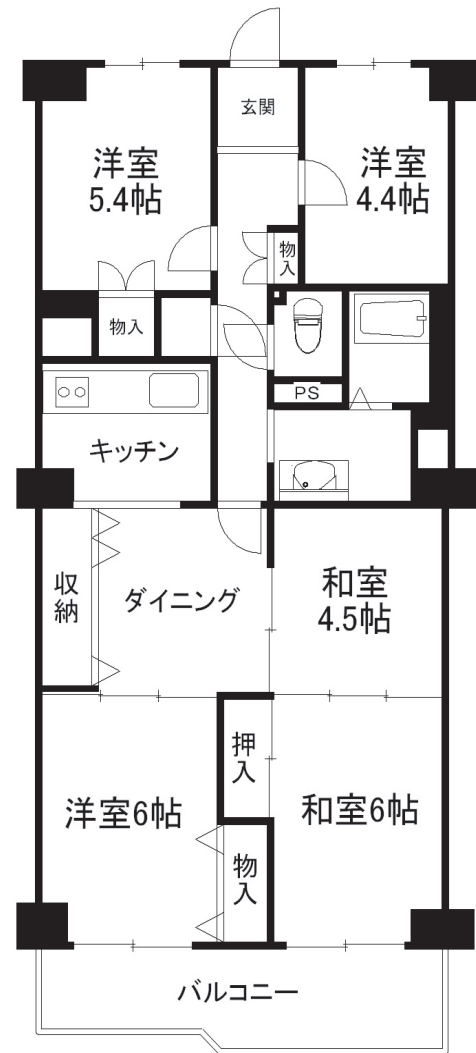 玄関
洋室
5.4帖
洋室
4.4帖
物入
物入
PS
キッチン
収納
ダイニング
和室
4.5帖
押入
洋室6帖
和室6帖
物入
バルコニー